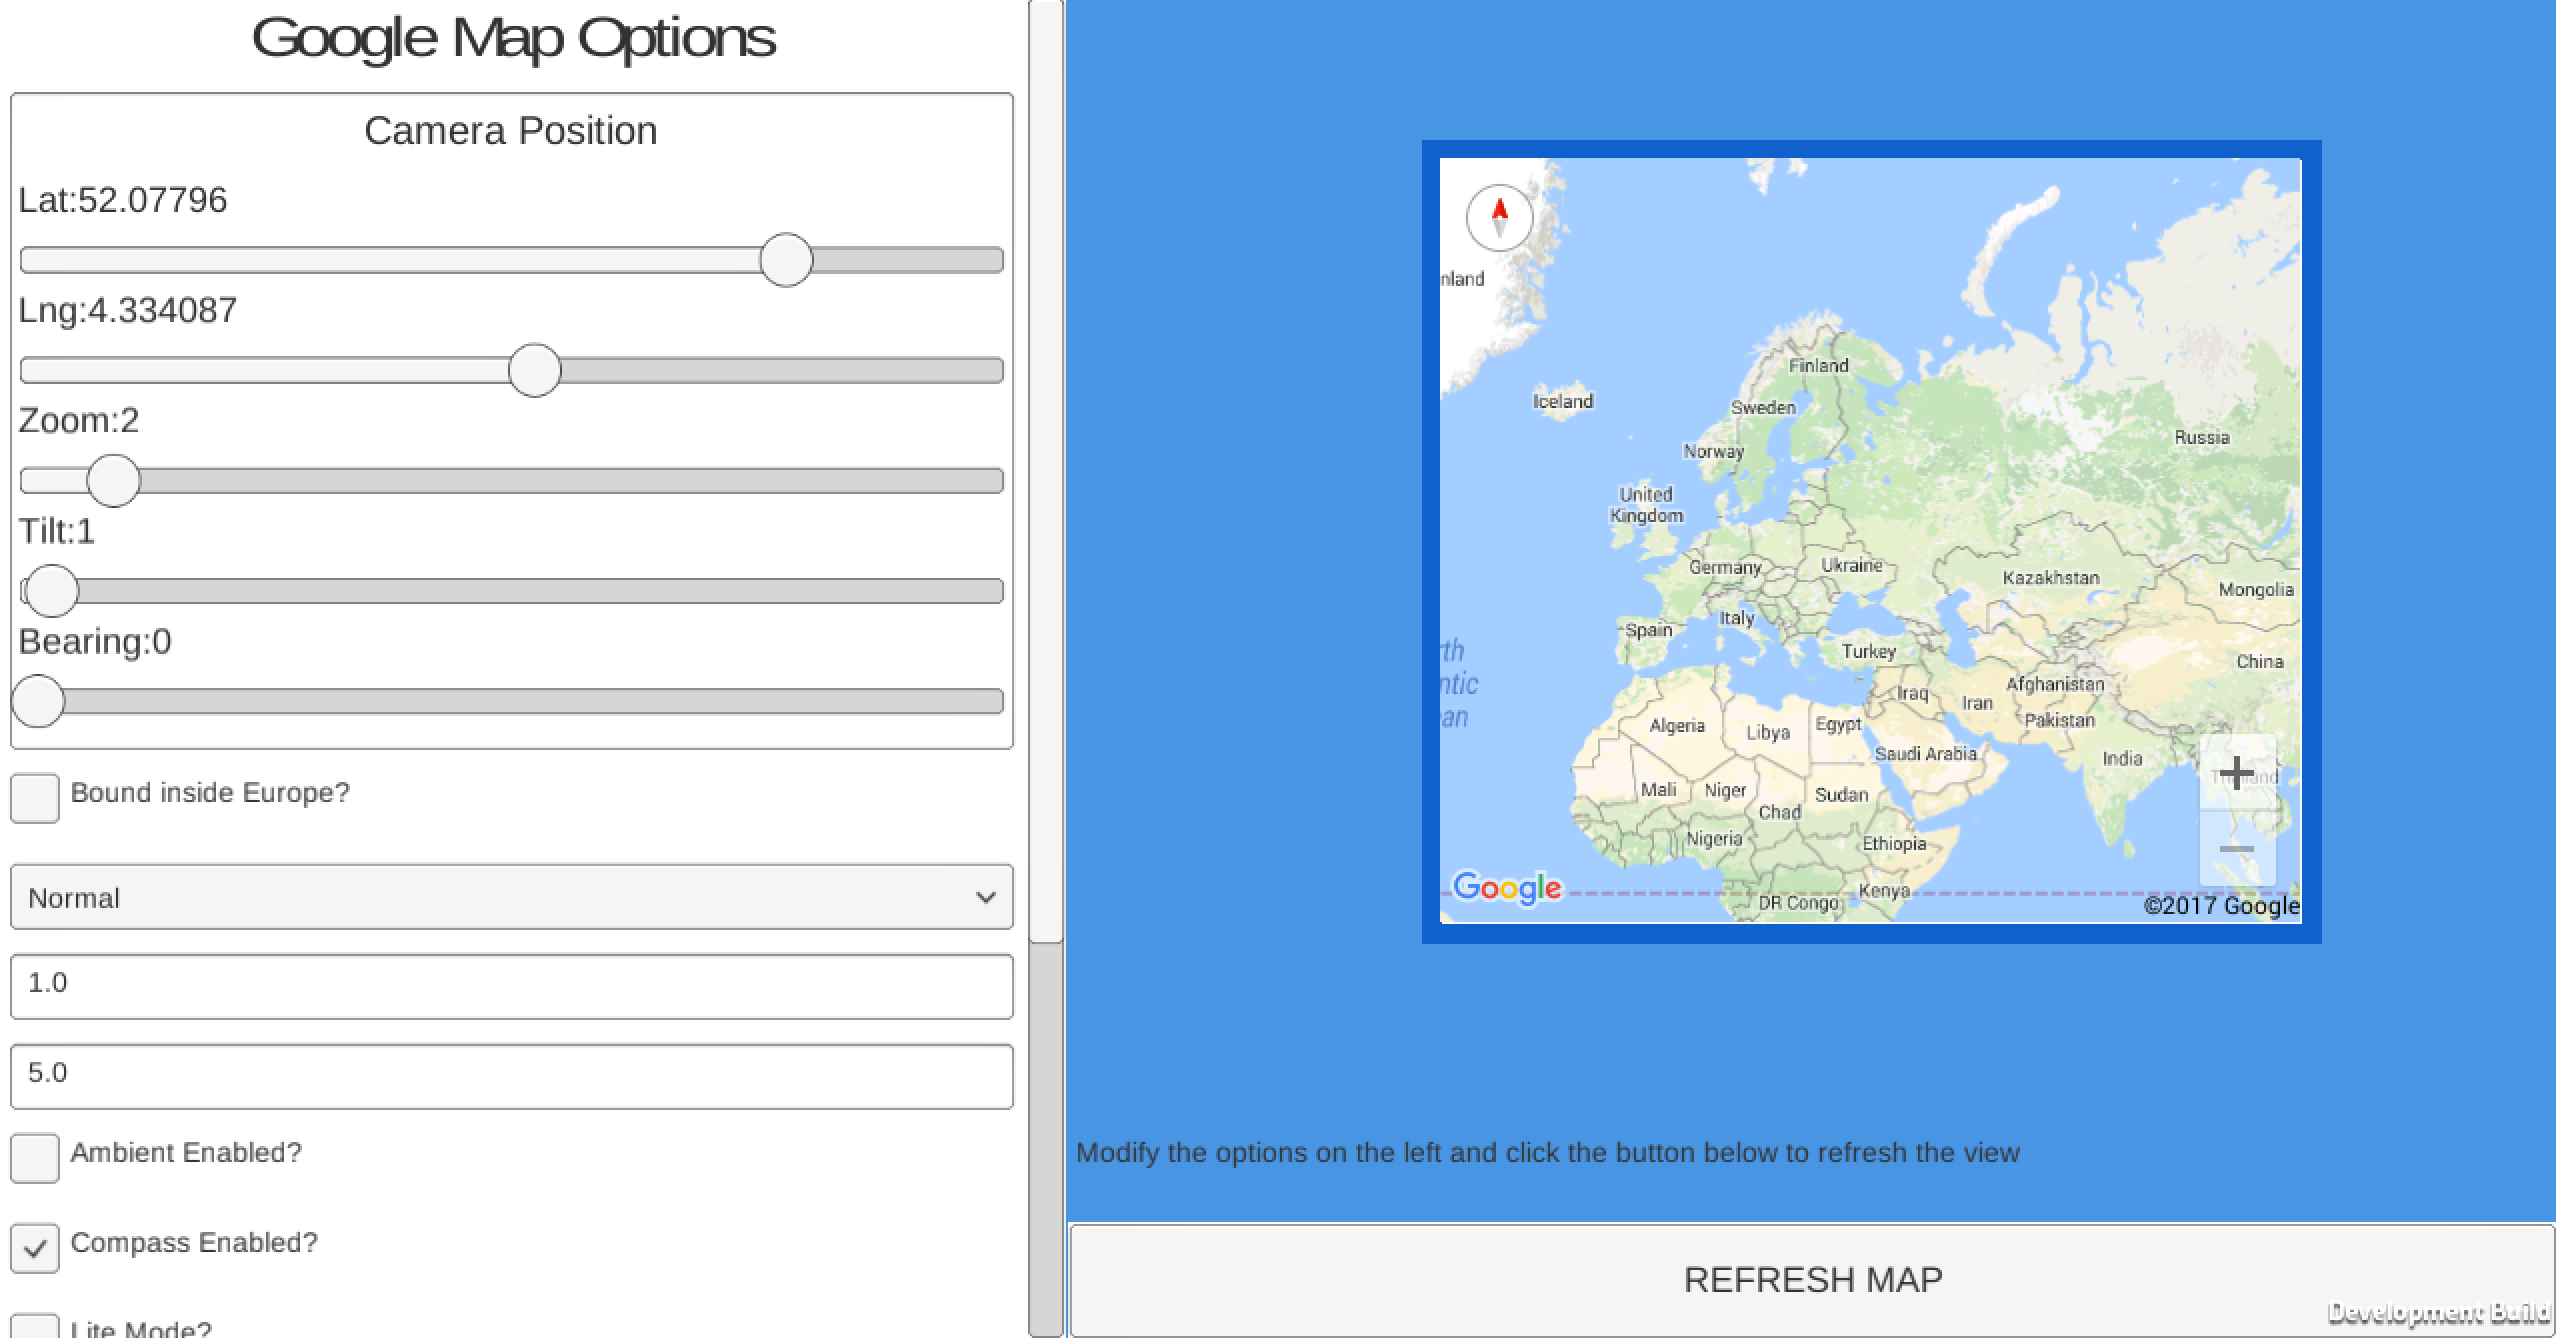 Google Map Options
Camera Position
Lat:52.07796
Lng:4.334087
Zoom:2
Tilt:1
Bearing:0
Bound inside Europe?
Normal
1.0
5.0
Ambient Enabled?
Compass Enabled?
Lite Mode?
nland
Finland
Iceland
Sweden
Russia
Norway
United
Kingdom
Germany
Ukraine
Kazakhstan
Mongolia
Italy
Spain
Turkey
rth
ntic
an
China
Afghanistan
Iraq
Iran
Pakistan
Algeria
Libya
Egypt
Saudi Arabia
India
Thailand
Mali
Niger
Sudan
Chad
Nigeria
Ethiopia
Google
Kenya
DR Congo
©2017 Google
Modify the options on the left and click the button below to refresh the view
REFRESH MAP
Development Build